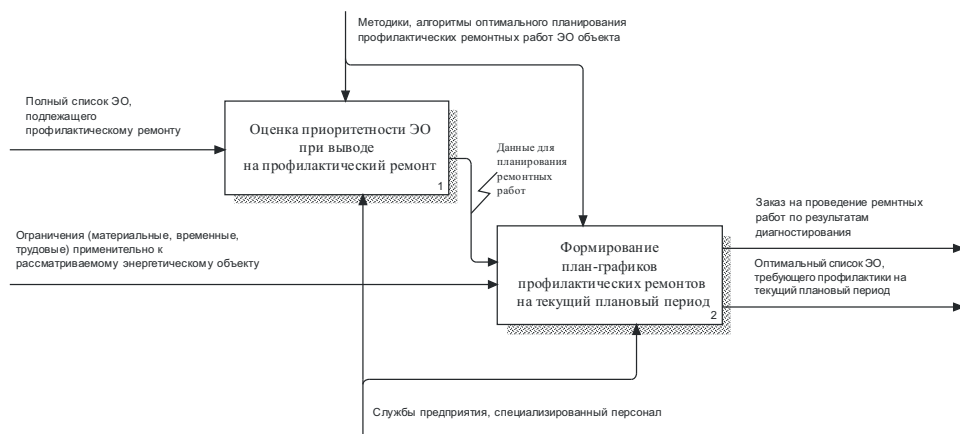 Методики, алгоритмы оптимального планирования
профилактических ремонтных работ ЭО объекта
Полный список ЭО,
подлежащего
профилактическому ремонту
Оценка приоритетности ЭО
при выводе
на профилактический ремонт
1
Данные для
планирования
ремонтных
работ
Ограничения (материальные, временные,
трудовые) применительно к
рассматриваемому энергетическому объекту
Формирование
план-графиков
профилактических ремонтов
на текущий плановый период
2
Заказ на проведение ремнтных
работ по результатам
диагностирования
Оптимальный список ЭО,
требующего профилактики на
текущий плановый период
Службы предприятия, специализированный персонал